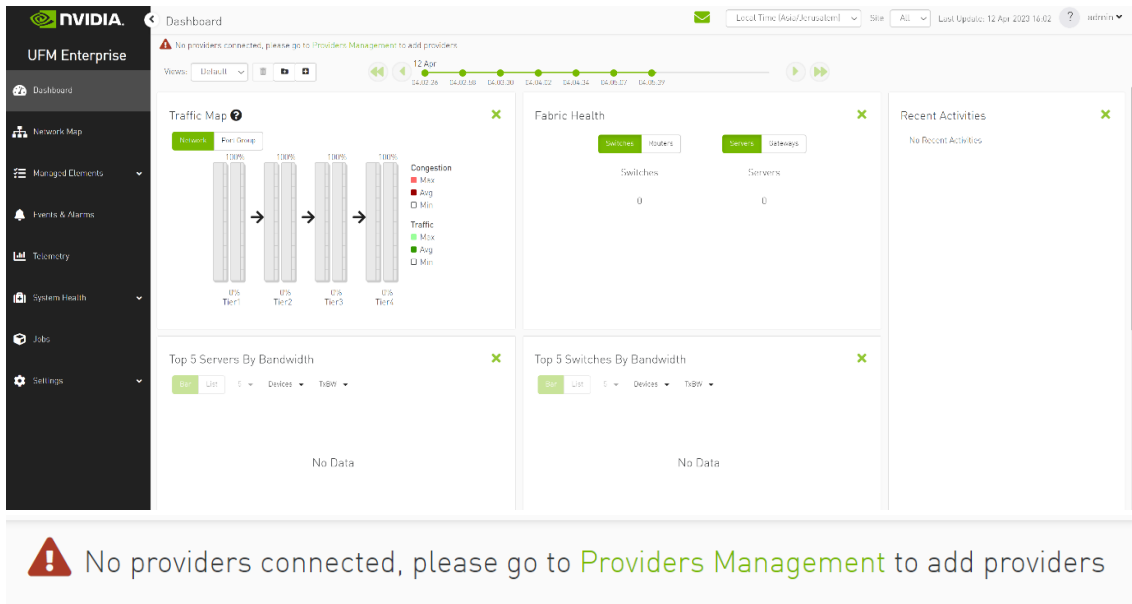 NVIDIA.
UFM Enterprise
Dashboard
Network Map
Managed Elements
Events & Alarms
Telemetry
System Health
Jobs
Settings
Dashboard
Local Time (Asia/Jerusalem)
Site
All
Last Update: 12 Apr 2023 16:02
?
admin
No providers connected, please go to Providers Management to add providers
Views:
Default
12 Apr
Traffic Map ?
Network
Port Group
100% 100% 100% 100%
0% 0% 0% 0%
Tier1 Tier2 Tier3 Tier4
Congestion
Max
Avg
Min
Traffic
Max
Avg
Min
Fabric Health
Switches
Routers
Servers
Gateways
Switches
0
Servers
0
Recent Activities
No Recent Activities
Top 5 Servers By Bandwidth
Bar
List
5
Devices
TxBW
No Data
Top 5 Switches By Bandwidth
Bar
List
5
Devices
TxBW
No Data
No providers connected, please go to Providers Management to add providers